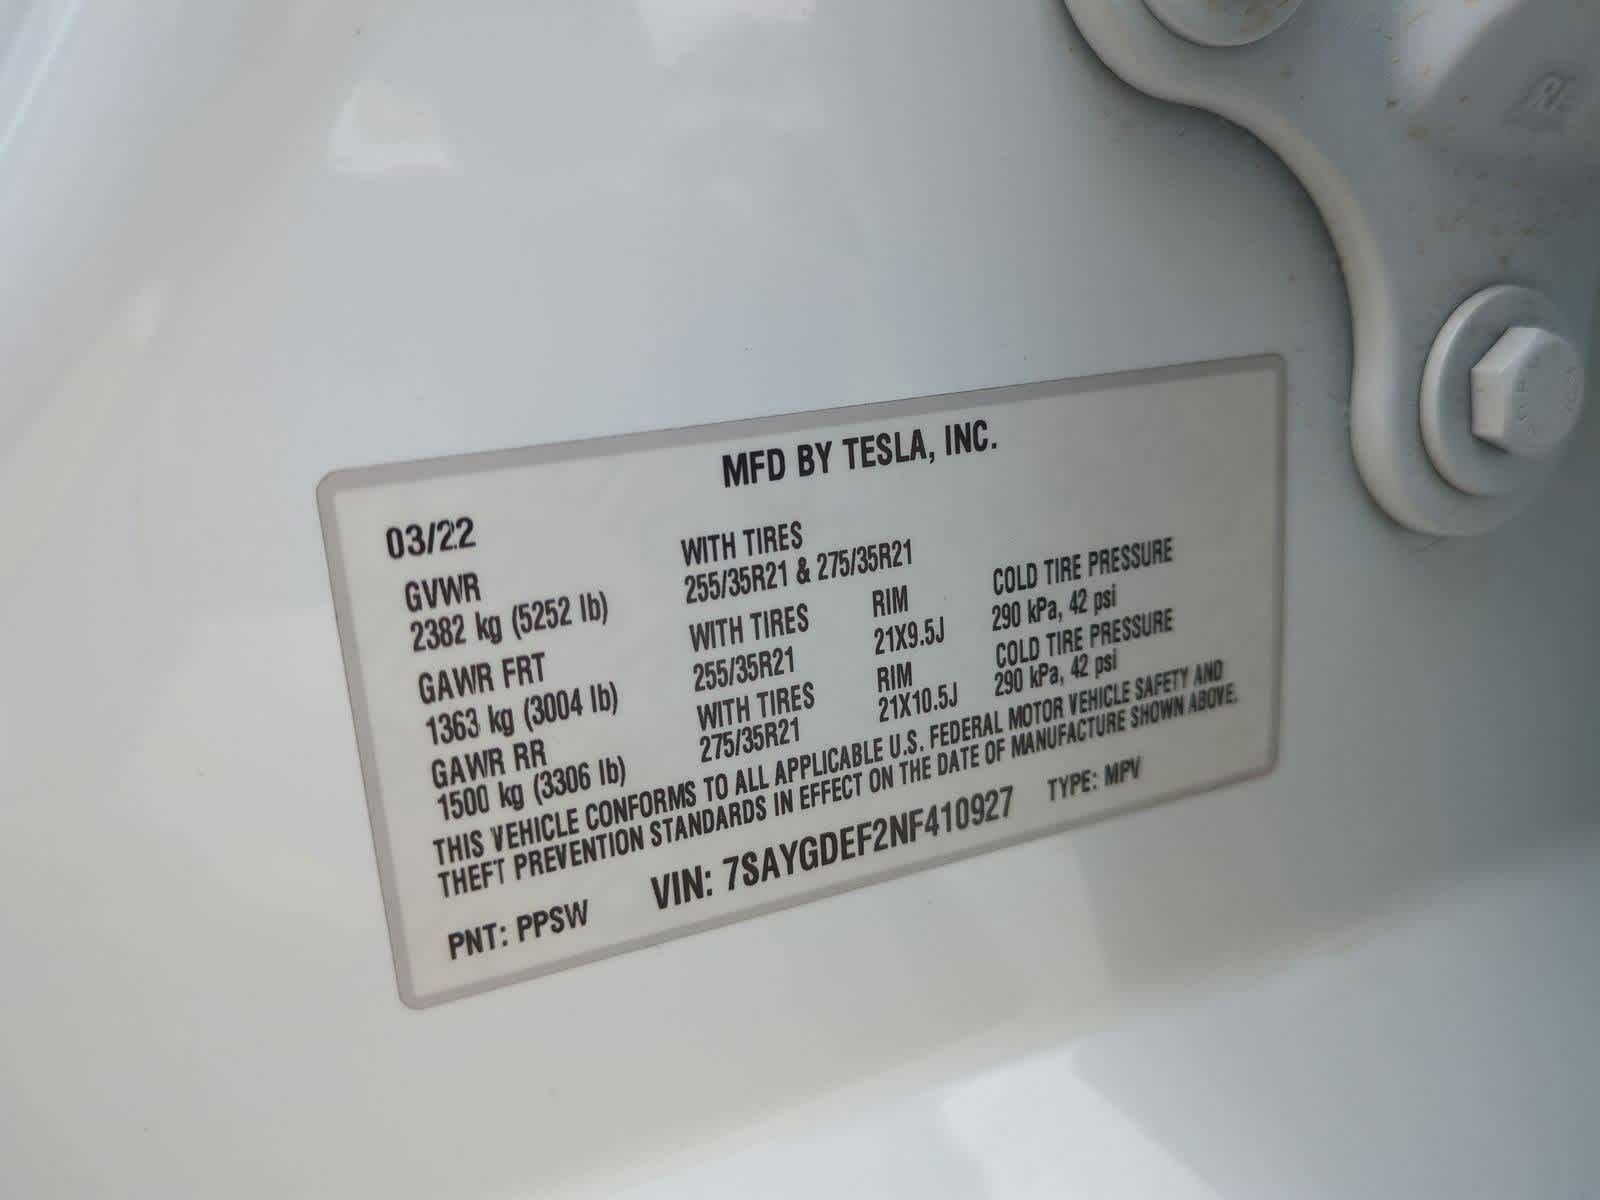 MFD BY TESLA, INC.
03/22
GVWR
2382 kg (5252 lb)
WITH TIRES
255/35R21 & 275/35R21
GAWR FRT
1363 kg (3004 lb)
WITH TIRES
255/35R21
RIM
21X9.5J
COLD TIRE PRESSURE
290 kPa, 42 psi
GAWR RR
1500 kg (3306 lb)
WITH TIRES
275/35R21
RIM
21X10.5J
COLD TIRE PRESSURE
290 kPa, 42 psi
THIS VEHICLE CONFORMS TO ALL APPLICABLE U.S. FEDERAL MOTOR VEHICLE SAFETY AND
THEFT PREVENTION STANDARDS IN EFFECT ON THE DATE OF MANUFACTURE SHOWN ABOVE.
PNT: PPSW
VIN: 7SAYGDEF2NF410927
TYPE: MPV